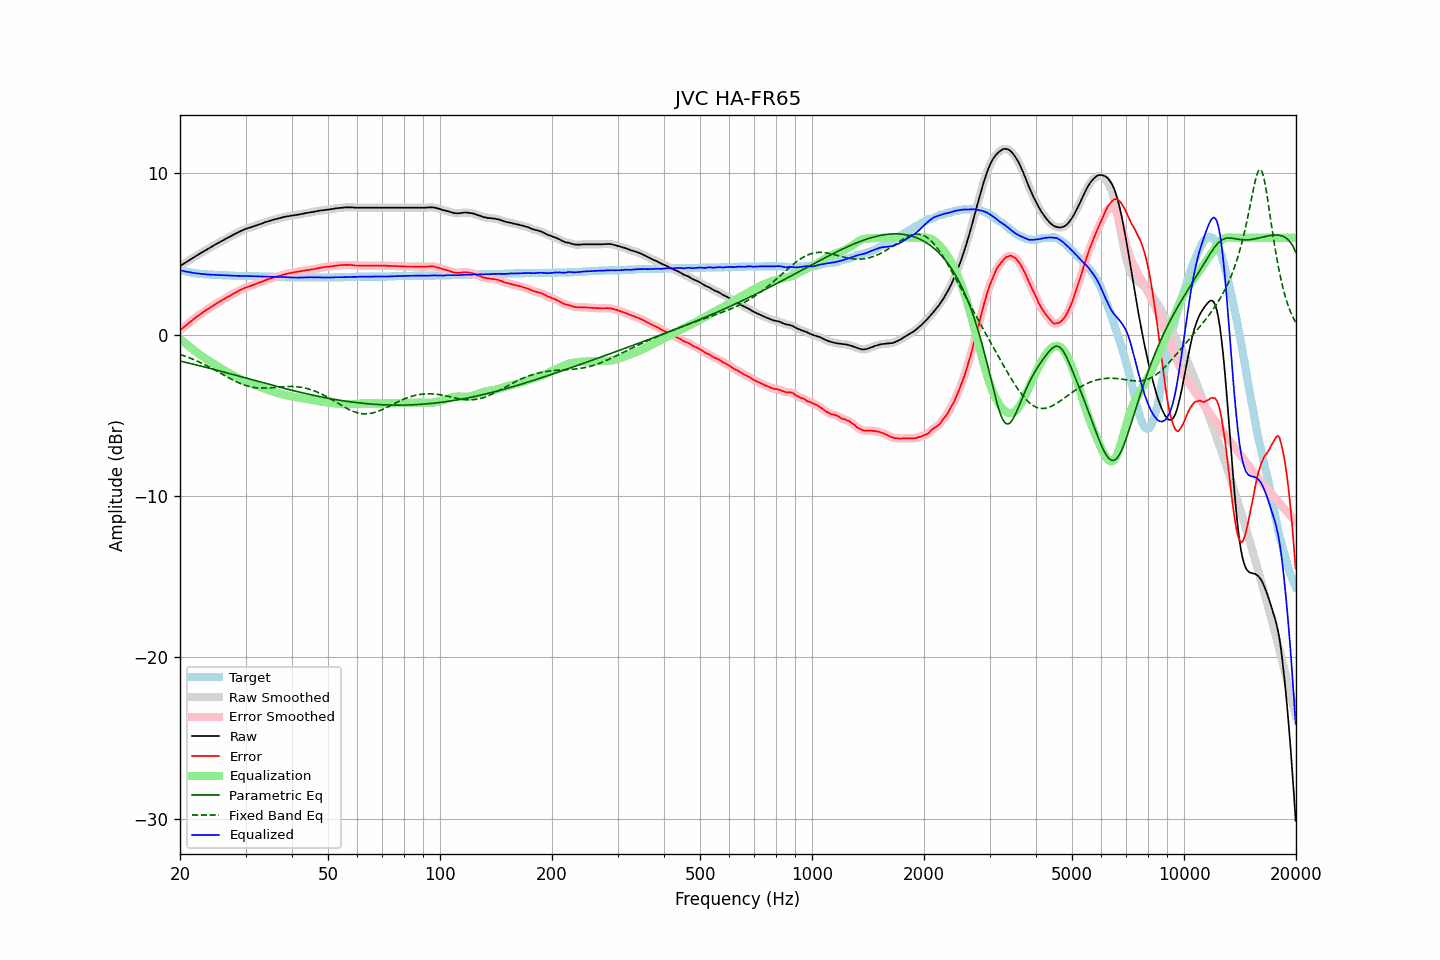 JVC HA-FR65
Amplitude (dBr)
10
0
−10
−20
−30
Target
Raw Smoothed
Error Smoothed
Raw
Error
Equalization
Parametric Eq
Fixed Band Eq
Equalized
20 50 100 200 500 1000 2000 5000 10000 20000
Frequency (Hz)